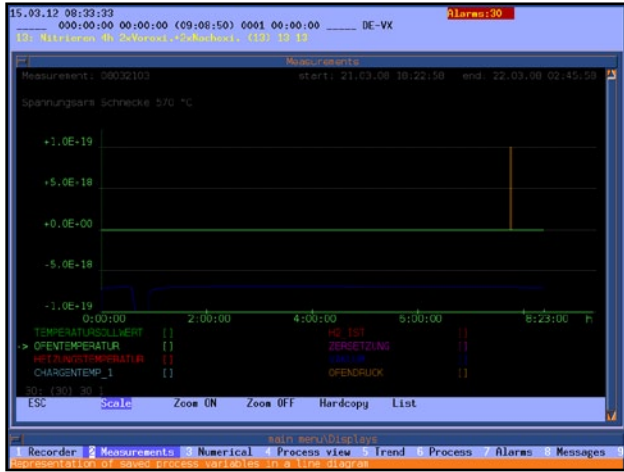 15.03.12 08:33:33 Alarms:30
_____ 000:00:00 00:00:00 (09:08:50) 0001 00:00:00 _____ DE-VX
13: Nitrieren 4h 2xVoroxi.+2xNachoxi. (13) 13 13
Measurements
Measurement: 08032103 start: 21.03.08 18:22:58 end: 22.03.08 02:45:58
Spannungsarm Schnecke 570 °C
+1.0E+19
+5.0E+18
+0.0E+00
-5.0E+18
-1.0E+19
0:00:00 2:00:00 4:00:00 6:00:00 8:23:00 h
TEMPERATURSOLLWERT [] H2 IST []
-> OFENTEMPERATUR [] ZERSETZUNG []
HEIZUNGSTEMPERATUR [] []
CHARGENTEMP_1 [] OFENDRUCK []
30: (30) 30 1
ESC Scale Zoom ON Zoom OFF Hardcopy List
main menu\Displays
1 Recorder 2 Measurements 3 Numerical 4 Process view 5 Trend 6 Process 7 Alarms 8 Messages 9
Representation of saved process variables in a line diagram